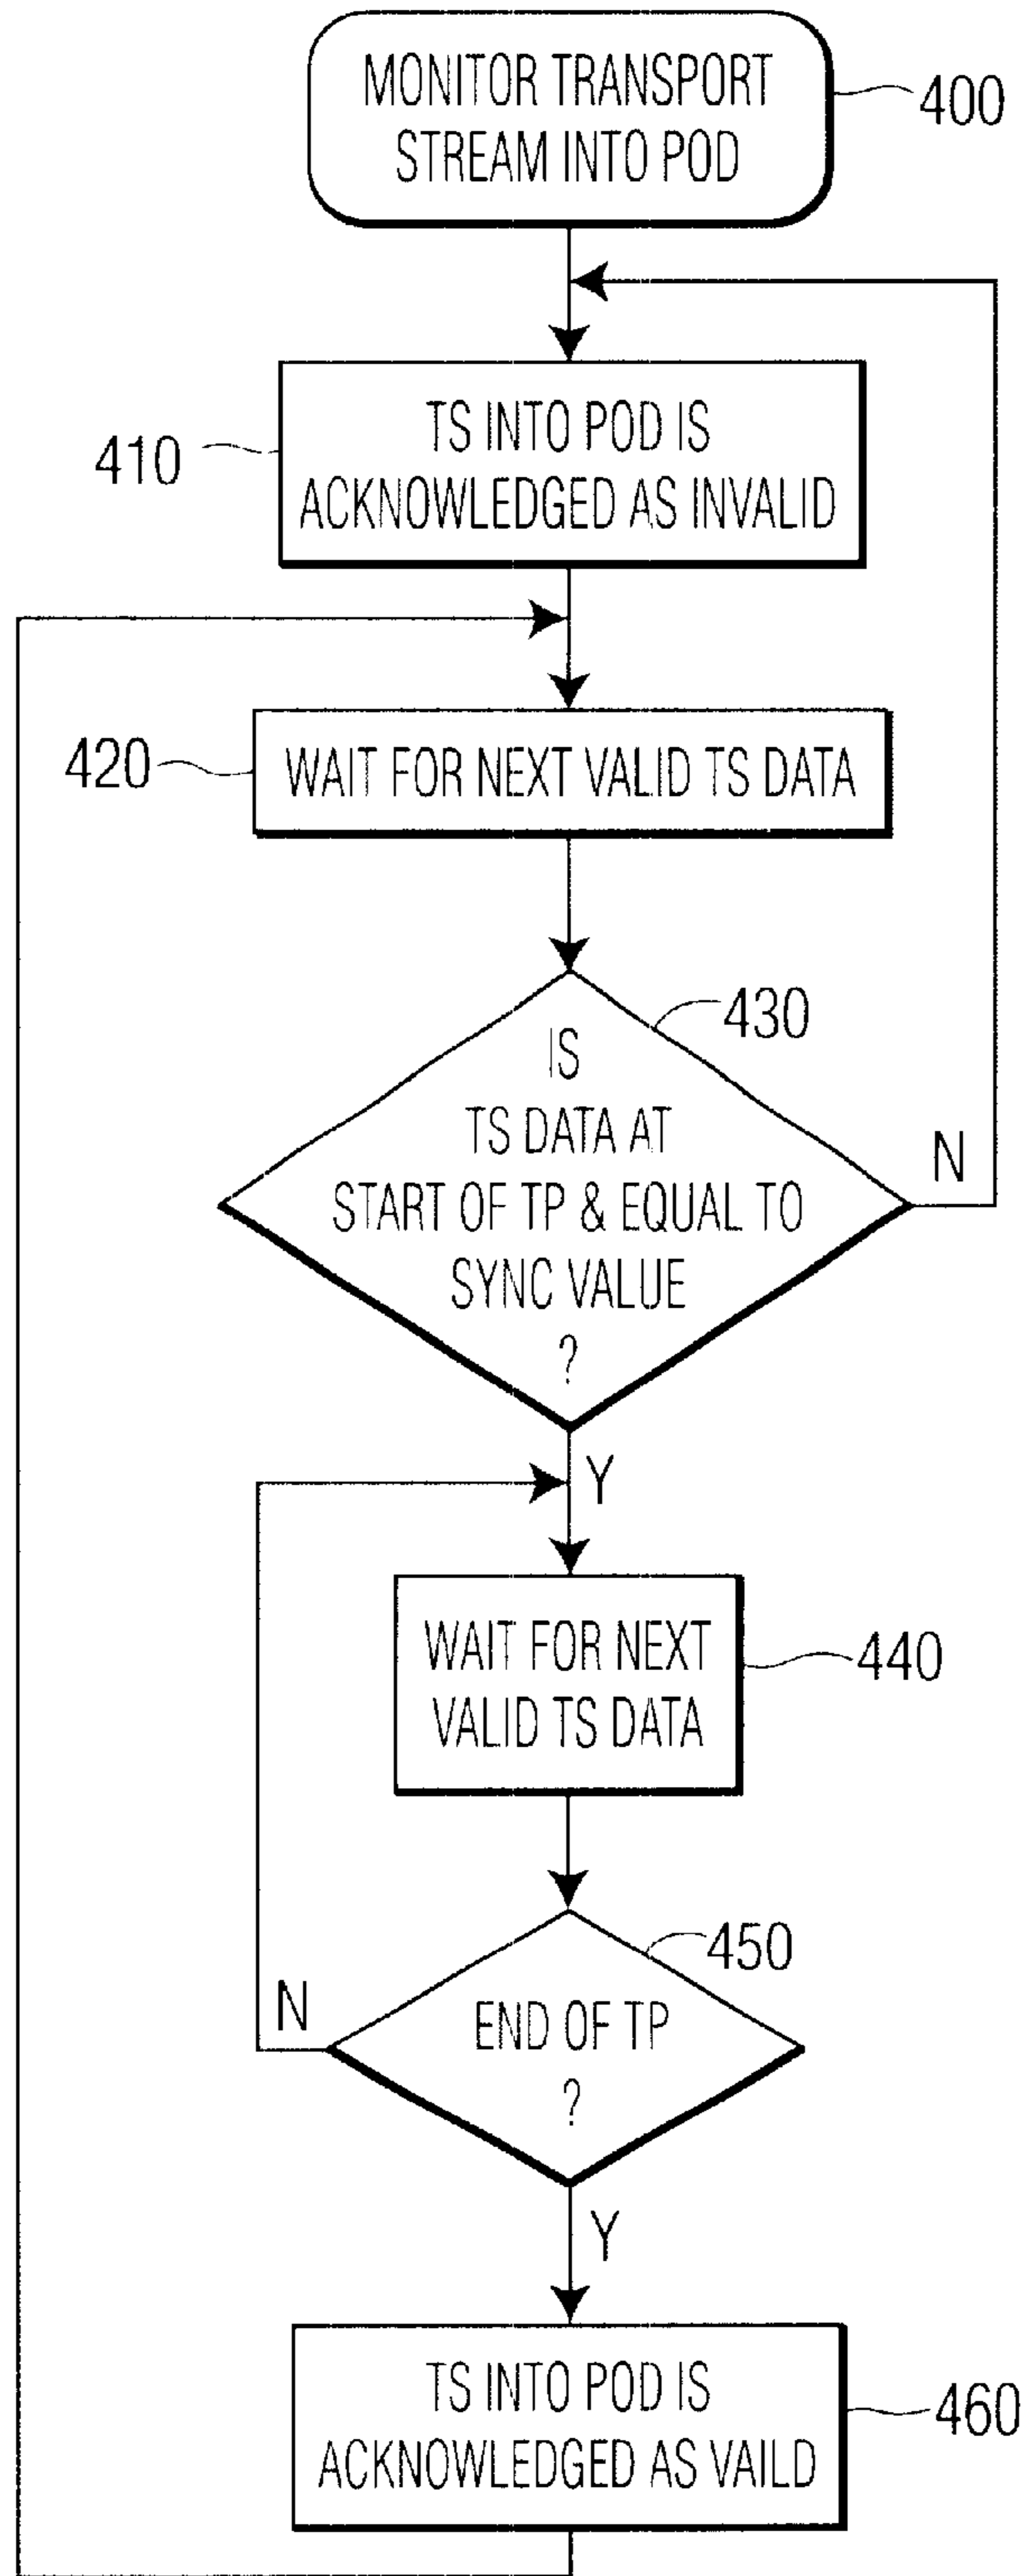 MONITOR TRANSPORT
STREAM INTO POD
400
TS INTO POD IS
ACKNOWLEDGED AS INVALID
410
420
WAIT FOR NEXT VALID TS DATA
430
IS
TS DATA AT
START OF TP & EQUAL TO
SYNC VALUE
?
N
Y
WAIT FOR NEXT
VALID TS DATA
440
450
END OF TP
?
N
Y
TS INTO POD IS
ACKNOWLEDGED AS VAILD
460